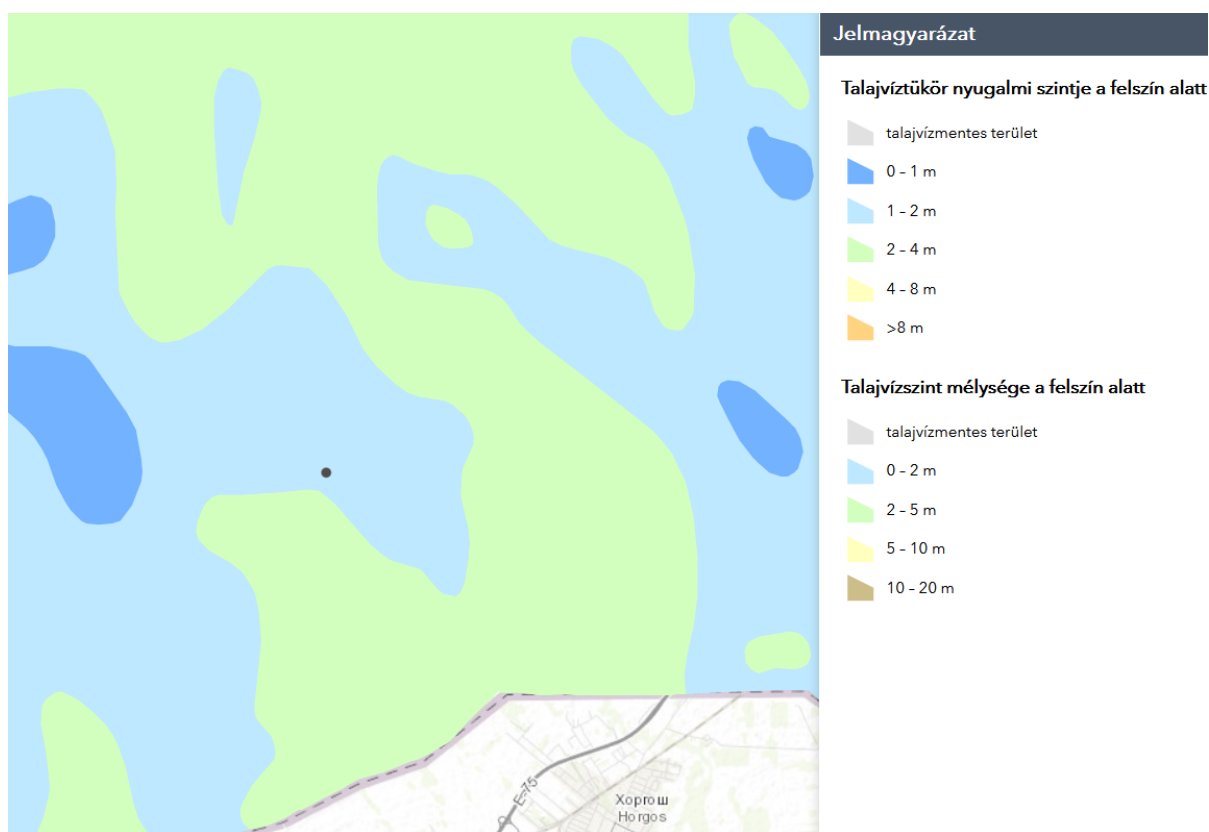 Jelmagyarázat
Talajvíztükör nyugalmi szintje a felszín alatt
talajvízmentes terület
0 – 1 m
1 – 2 m
2 – 4 m
4 – 8 m
>8 m
Talajvízszint mélysége a felszín alatt
talajvízmentes terület
0 – 2 m
2 – 5 m
5 – 10 m
10 – 20 m
E-75
Хоргош
Horgos